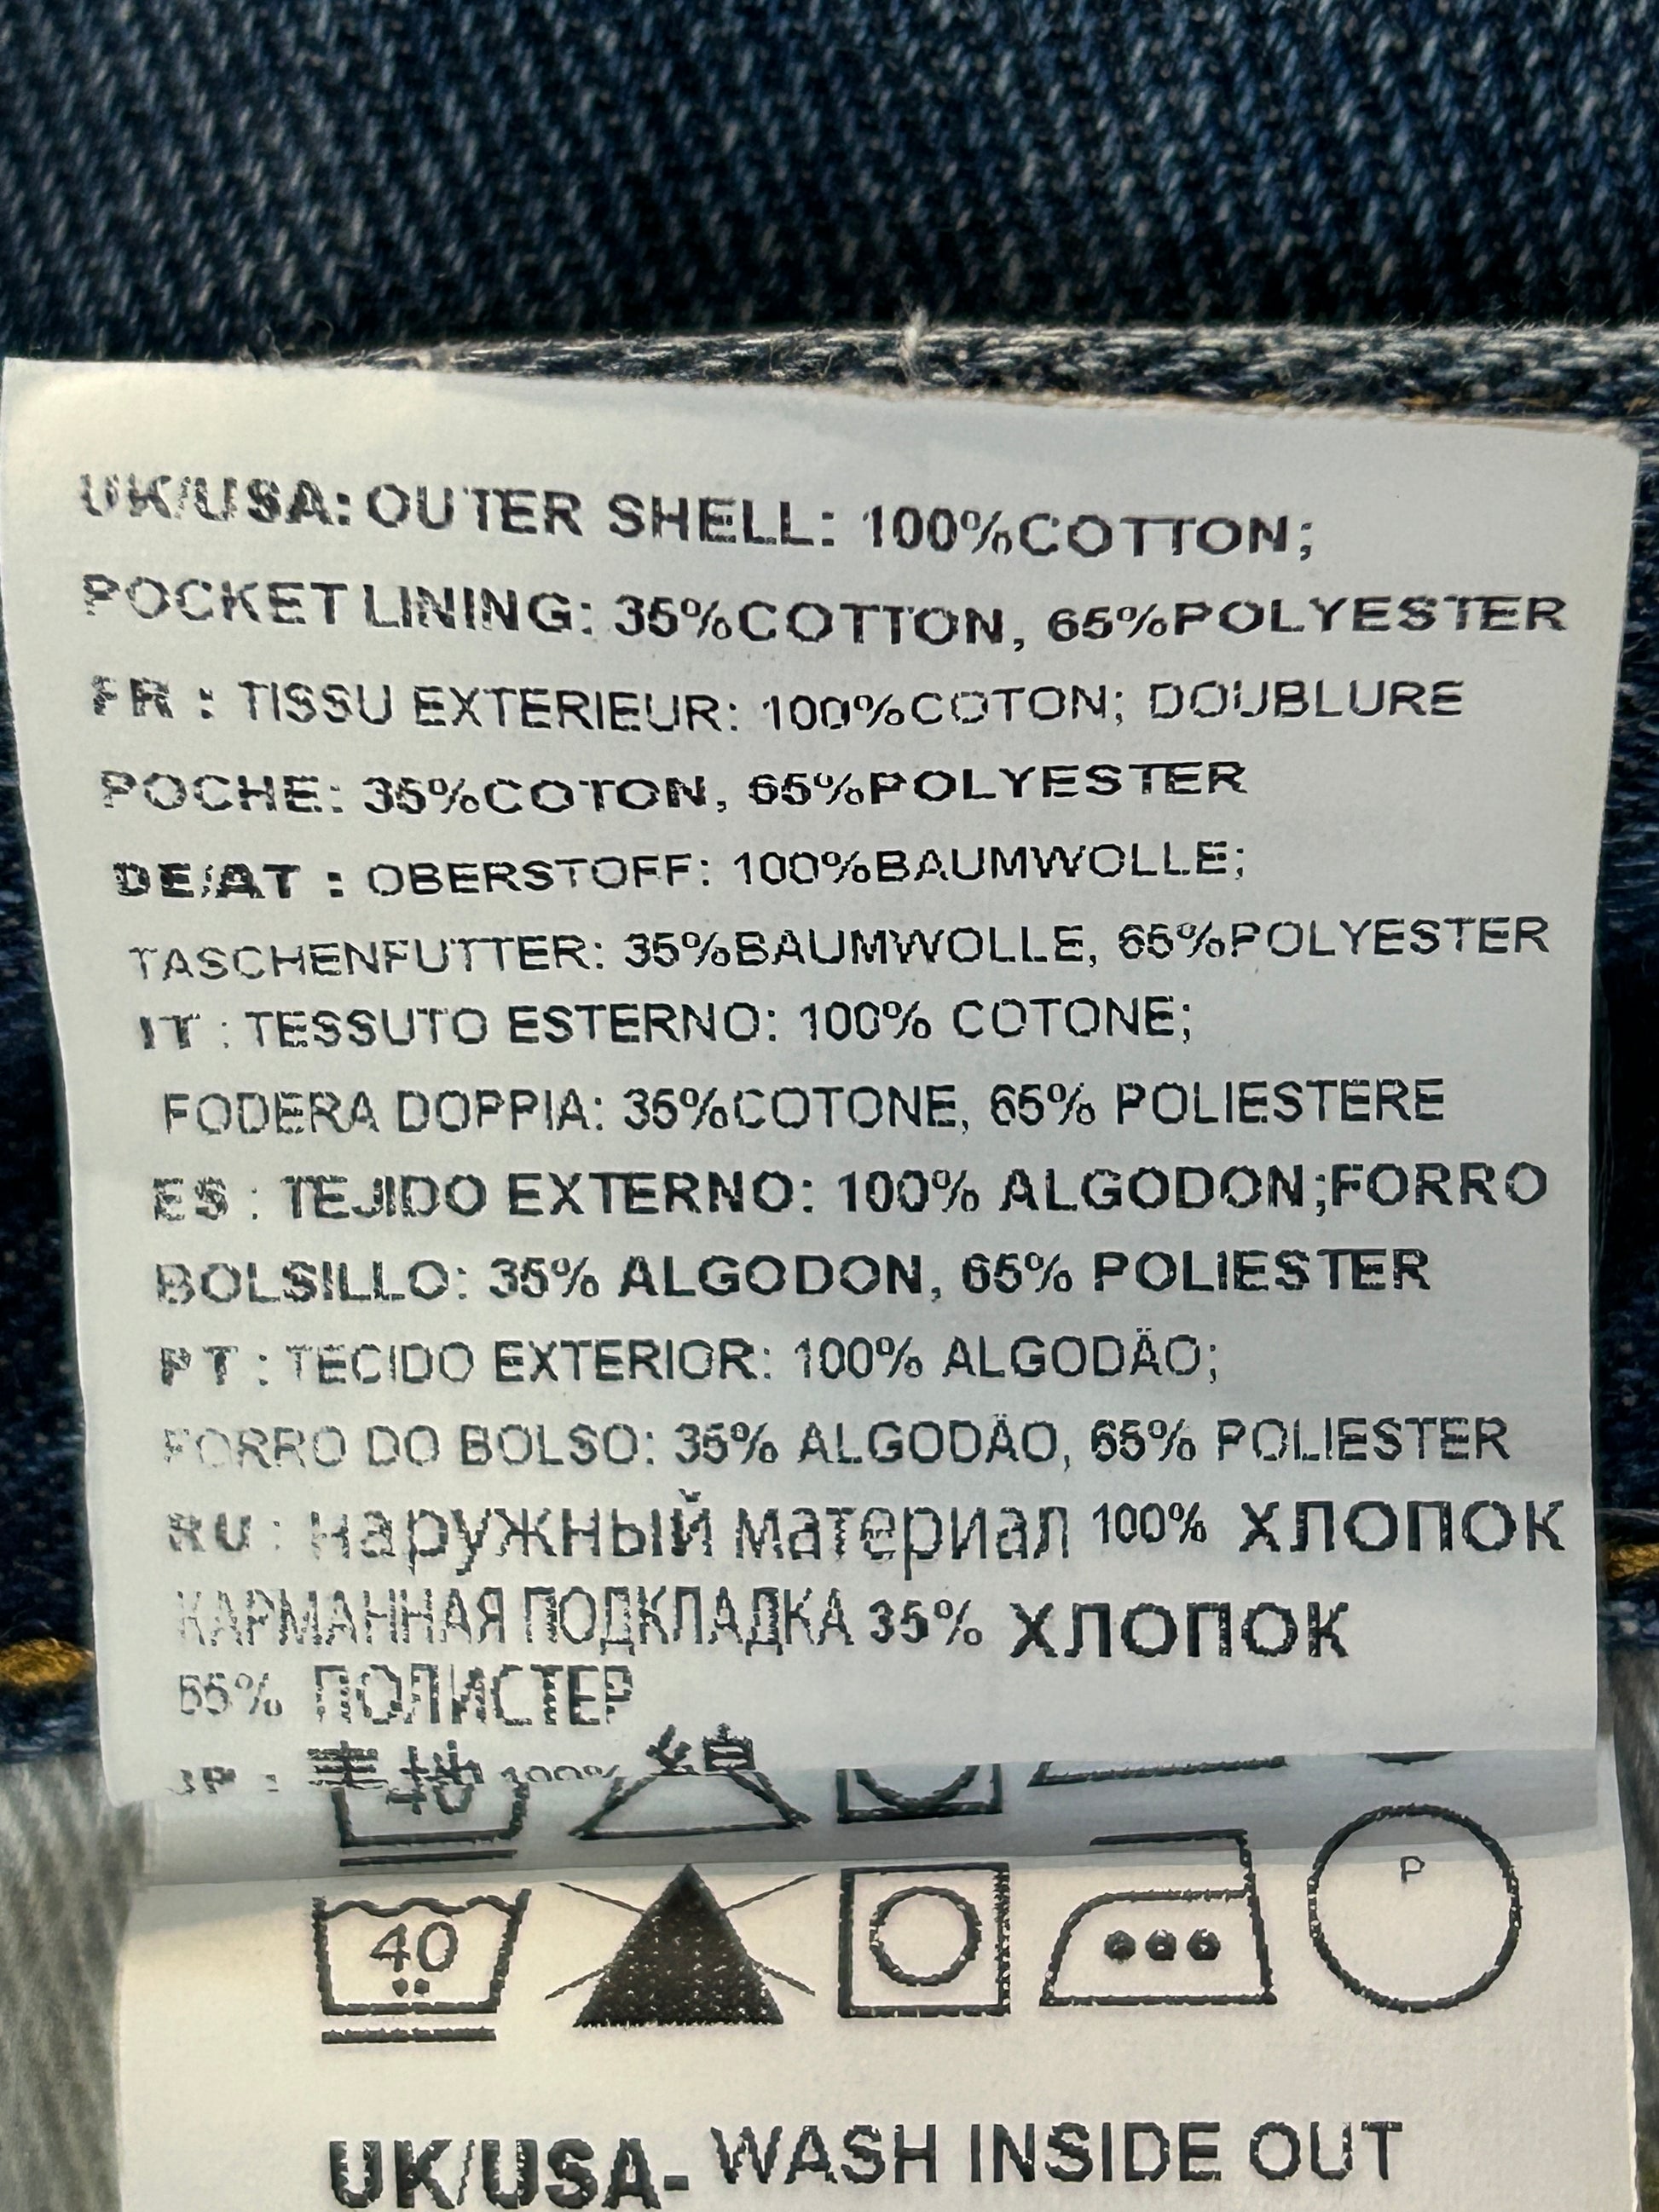 UK/USA: OUTER SHELL: 100%COTTON;
POCKET LINING: 35%COTTON, 65%POLYESTER
FR : TISSU EXTERIEUR: 100%COTON; DOUBLURE
POCHE: 35%COTON, 65%POLYESTER
DE/AT : OBERSTOFF: 100%BAUMWOLLE;
TASCHENFUTTER: 35%BAUMWOLLE, 65%POLYESTER
IT : TESSUTO ESTERNO: 100% COTONE;
FODERA DOPPIA: 35%COTONE, 65% POLIESTERE
ES : TEJIDO EXTERNO: 100% ALGODON;FORRO
BOLSILLO: 35% ALGODON, 65% POLIESTER
PT : TECIDO EXTERIOR: 100% ALGODÃO;
FORRO DO BOLSO: 35% ALGODÃO, 65% POLIESTER
RU : наружный материал 100% ХЛОПОК
КАРМАННАЯ ПОДКЛАДКА 35% ХЛОПОК
65% ПОЛИСТЕР
JP : 表地 100%
40
40
P
UK/USA- WASH INSIDE OUT